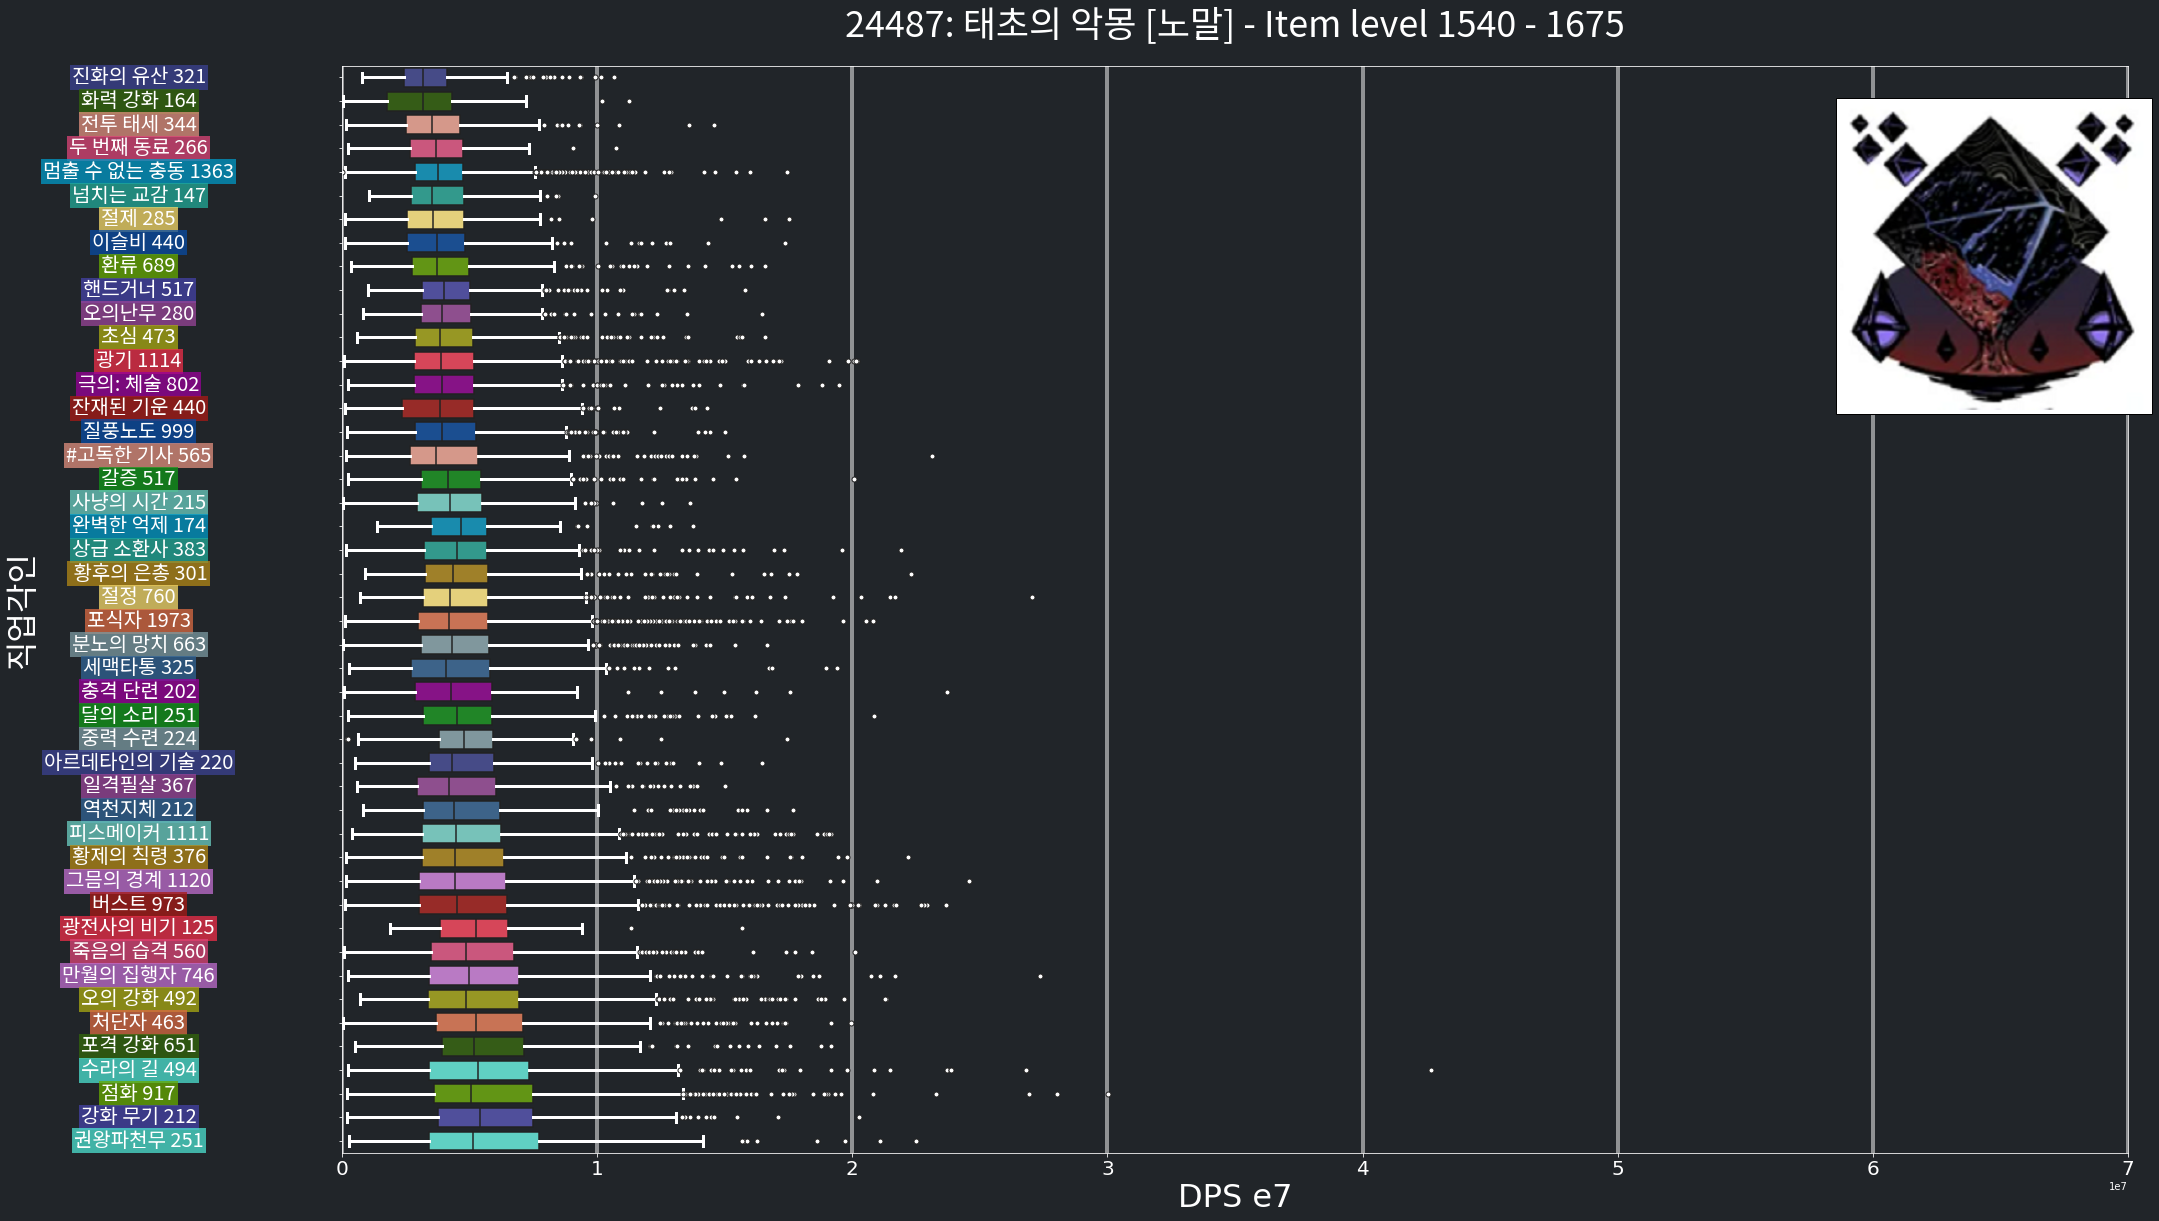 24487: 태초의 악몽 [노말] - Item level 1540 - 1675
직업각인
진화의 유산 321
화력 강화 164
전투 태세 344
두 번째 동료 266
멈출 수 없는 충동 1363
넘치는 교감 147
절제 285
이슬비 440
환류 689
핸드거너 517
오의난무 280
초심 473
광기 1114
극의: 체술 802
잔재된 기운 440
질풍노도 999
#고독한 기사 565
갈증 517
사냥의 시간 215
완벽한 억제 174
상급 소환사 383
황후의 은총 301
절정 760
포식자 1973
분노의 망치 663
세맥타통 325
충격 단련 202
달의 소리 251
중력 수련 224
아르데타인의 기술 220
일격필살 367
역천지체 212
피스메이커 1111
황제의 칙령 376
그믐의 경계 1120
버스트 973
광전사의 비기 125
죽음의 습격 560
만월의 집행자 746
오의 강화 492
처단자 463
포격 강화 651
수라의 길 494
점화 917
강화 무기 212
권왕파천무 251
0 1 2 3 4 5 6 7
1e7
DPS e7